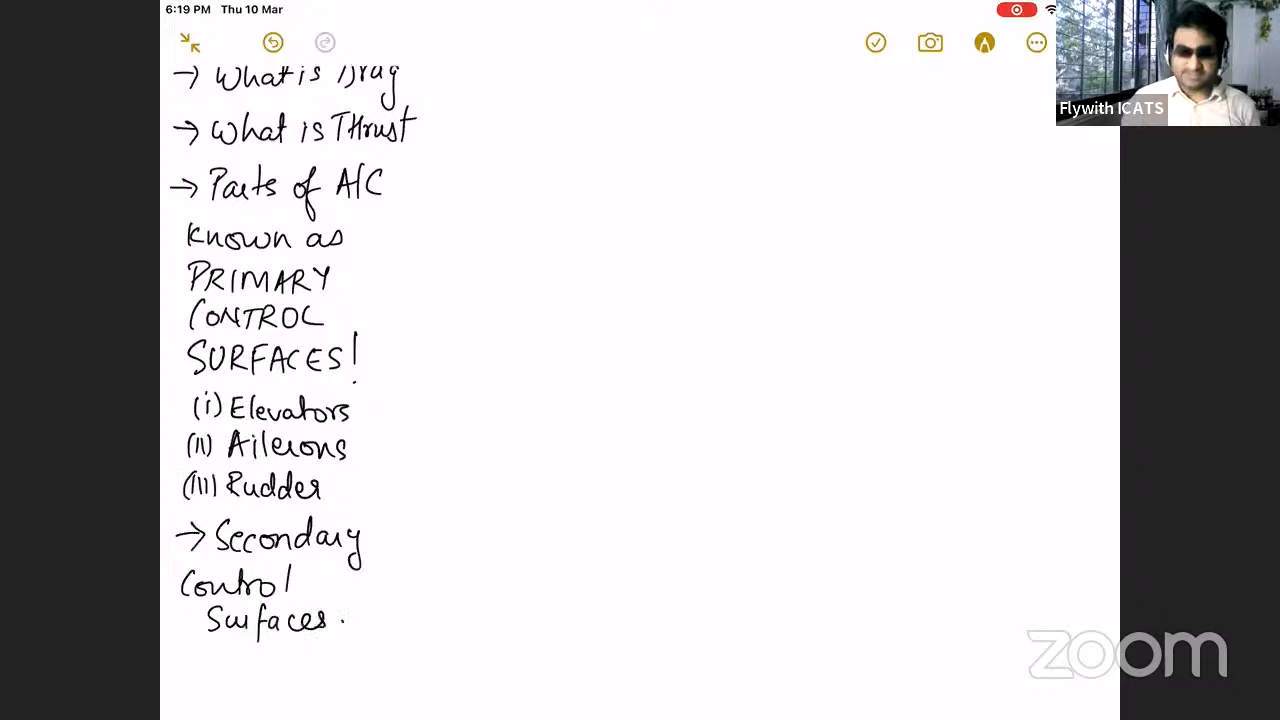 6:19 PM Thu 10 Mar
→ What is Drag
→ What is THrust
→ Parts of A/C
known as
PRIMARY
CONTROL
SURFACES!
(i) Elevators
(II) Ailerons
(III) Rudder
→ Secondary
Control
Surfaces.
Flywith ICATS
zoom